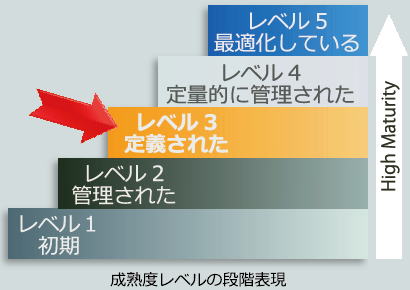 レベル 5
最適化している
レベル 4
定量的に管理された
レベル 3
定義された
レベル 2
管理された
レベル 1
初期
High Maturity
成熟度レベルの段階表現